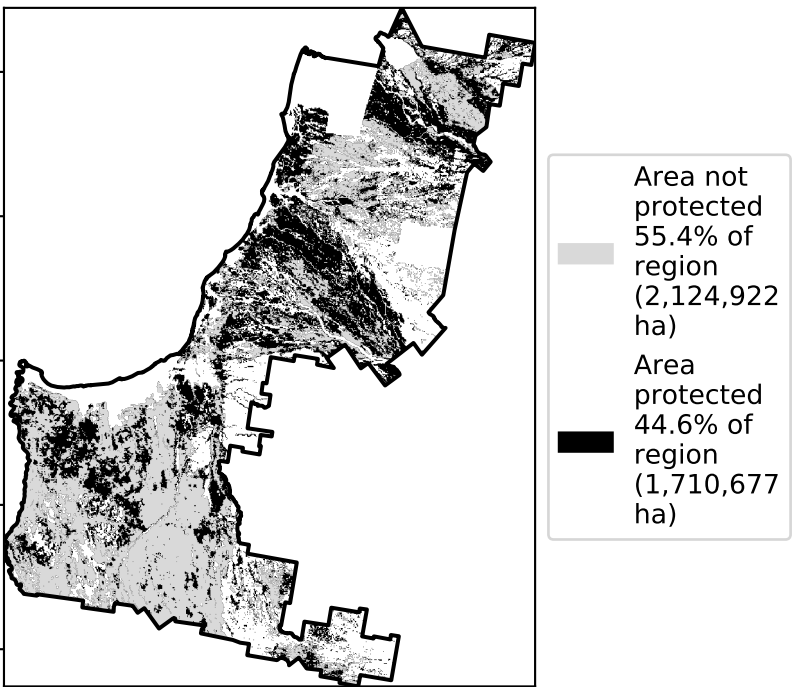 Area not
protected
55.4% of
region
(2,124,922
ha)
Area
protected
44.6% of
region
(1,710,677
ha)